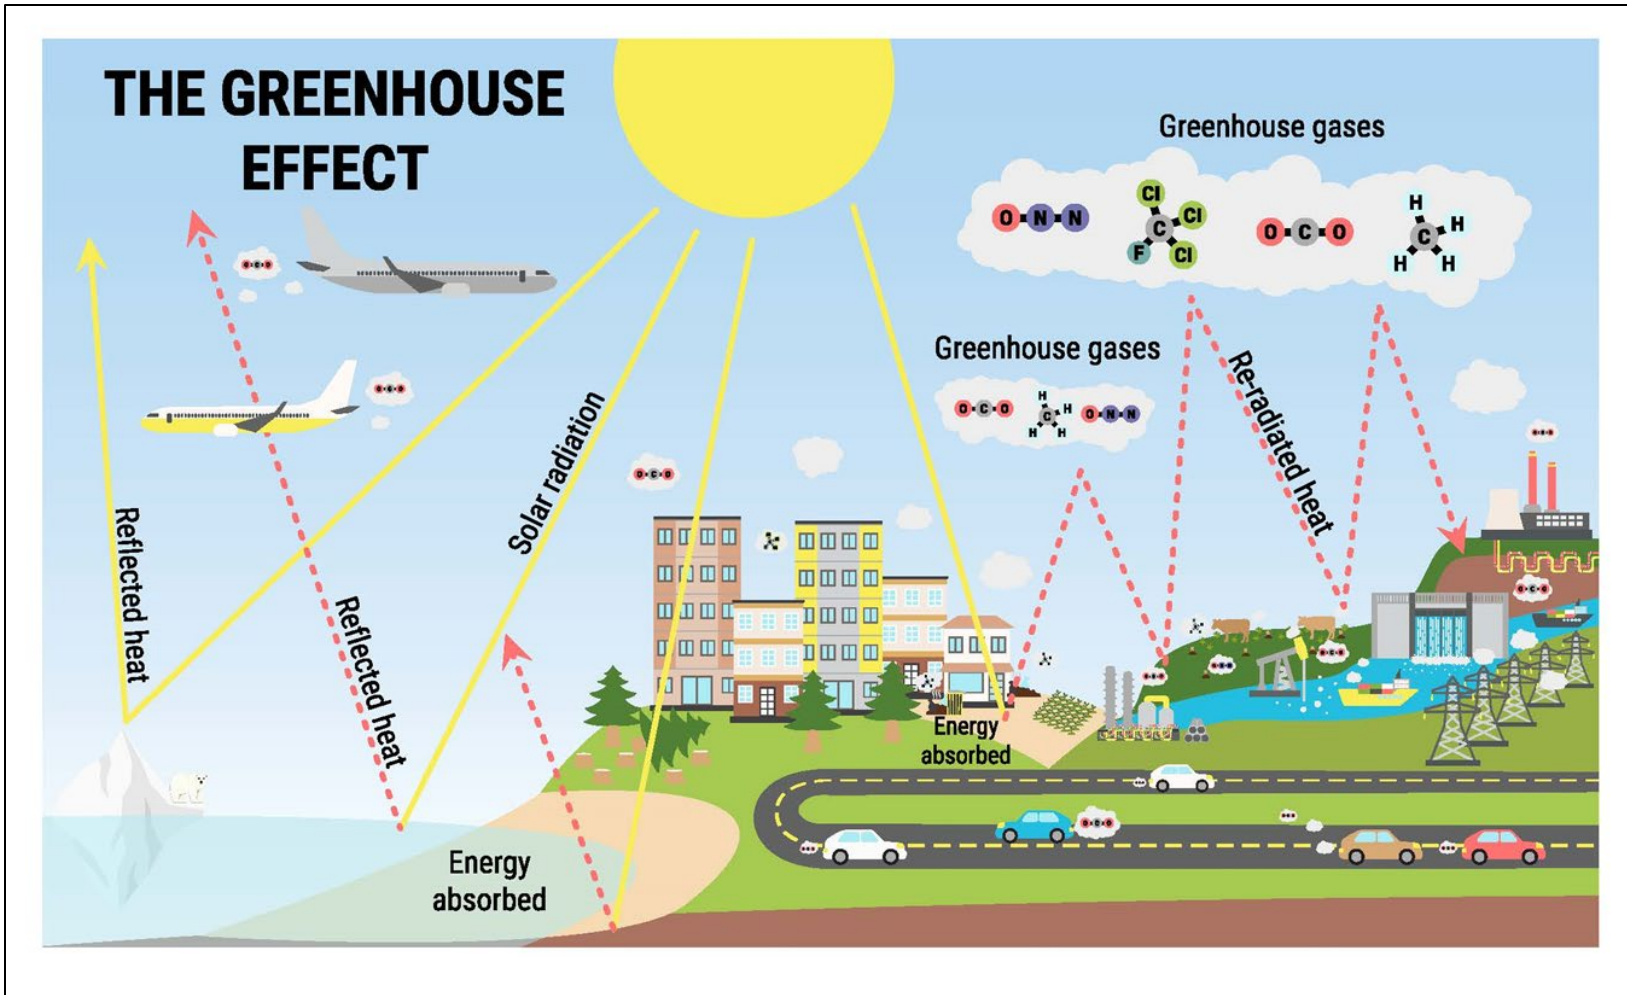 THE GREENHOUSE
EFFECT
Greenhouse gases
O N N
Cl
Cl
C
F
Cl
O C O
H
H
C
H
H
Greenhouse gases
O C O
H
H
C
H
H
O N N
Re-radiated heat
Solar radiation
Reflected heat
Reflected heat
O C O
O C O
O C O
Energy
absorbed
Energy
absorbed
O C O